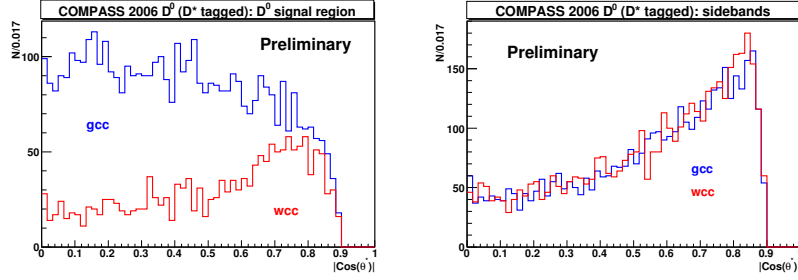 COMPASS 2006 D⁰ (D* tagged): D⁰ signal region
N/0.017
Preliminary
100
50
0
gcc
wcc
0 0.1 0.2 0.3 0.4 0.5 0.6 0.7 0.8 0.9 1
|Cos(θ*)|
COMPASS 2006 D⁰ (D* tagged): sidebands
N/0.017
Preliminary
150
100
50
0
gcc
wcc
0 0.1 0.2 0.3 0.4 0.5 0.6 0.7 0.8 0.9 1
|Cos(θ*)|